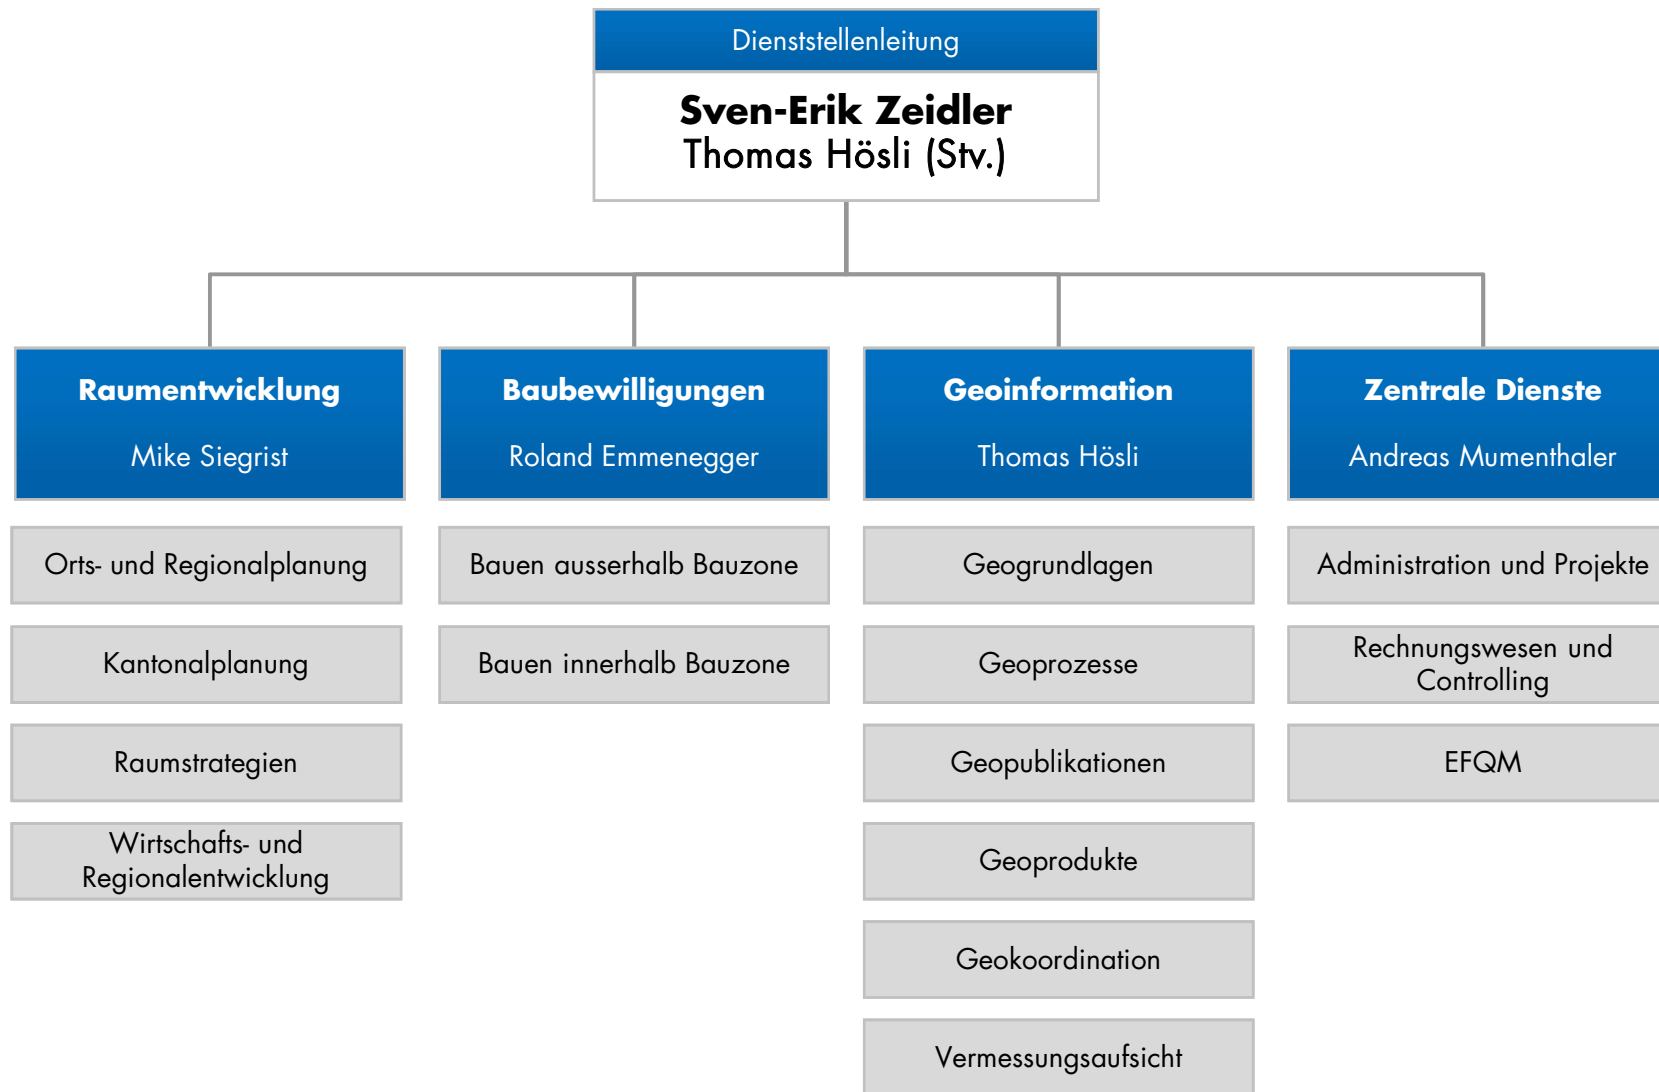 Dienststellenleitung
Sven-Erik Zeidler
Thomas Hösli (Stv.)
Raumentwicklung
Mike Siegrist
Orts- und Regionalplanung
Kantonalplanung
Raumstrategien
Wirtschafts- und
Regionalentwicklung
Baubewilligungen
Roland Emmenegger
Bauen ausserhalb Bauzone
Bauen innerhalb Bauzone
Geoinformation
Thomas Hösli
Geogrundlagen
Geoprozesse
Geopublikationen
Geoprodukte
Geokoordination
Vermessungsaufsicht
Zentrale Dienste
Andreas Mumenthaler
Administration und Projekte
Rechnungswesen und
Controlling
EFQM